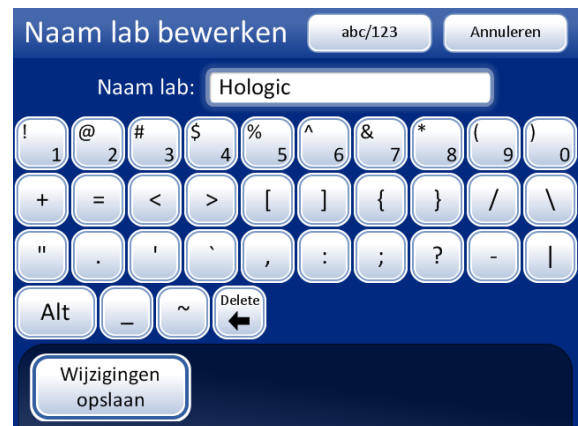 Naam lab bewerken abc/123 Annuleren
Naam lab: Hologic
! 1 @ 2 # 3 $ 4 % 5 ^ 6 & 7 * 8 ( 9 ) 0
+ = < > [ ] { } / \
" . ' ` , : ; ? - |
Alt _ ~ Delete
Wijzigingen
opslaan